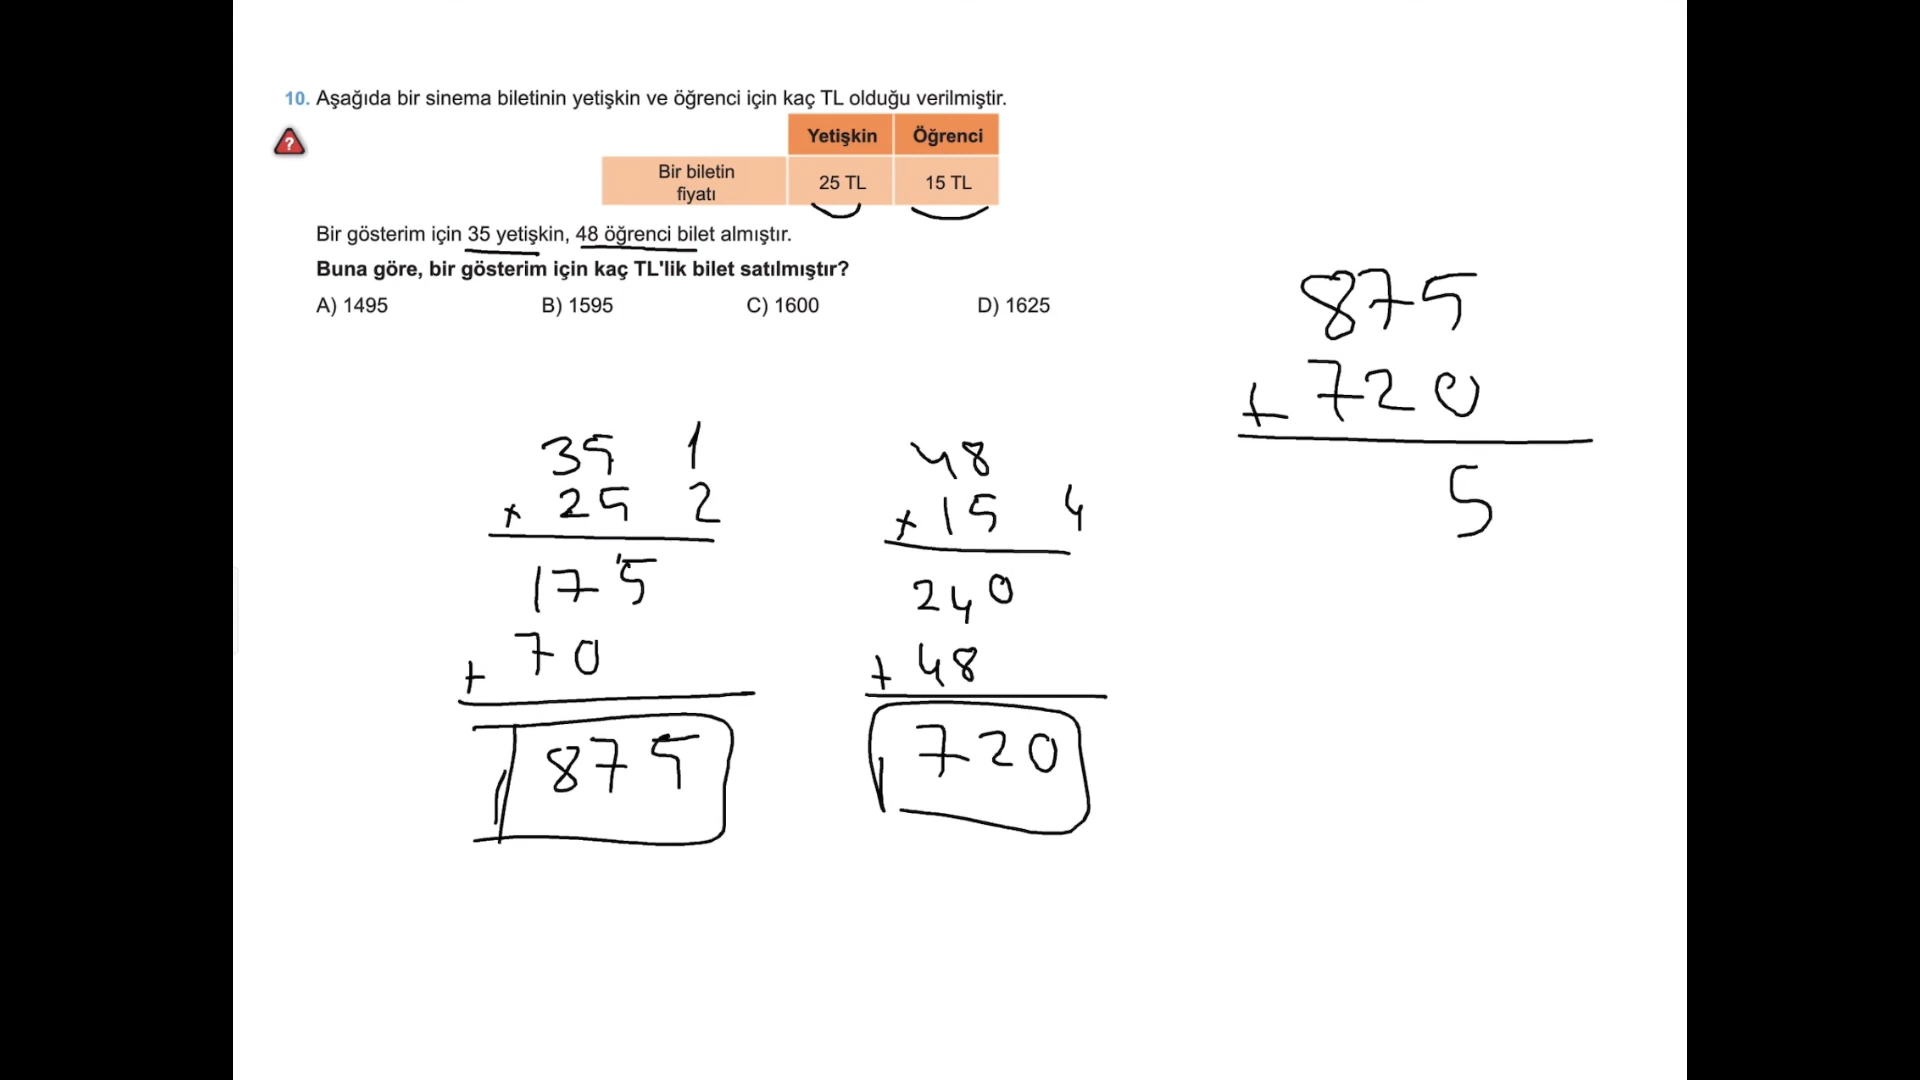 10. Aşağıda bir sinema biletinin yetişkin ve öğrenci için kaç TL olduğu verilmiştir.
?
Yetişkin Öğrenci
Bir biletin fiyatı 25 TL 15 TL
Bir gösterim için 35 yetişkin, 48 öğrenci bilet almıştır.
Buna göre, bir gösterim için kaç TL'lik bilet satılmıştır?
A) 1495 B) 1595 C) 1600 D) 1625
35 1
x 25 2
175
+ 70
875
48
x 15 4
240
+ 48
720
875
+ 720
5